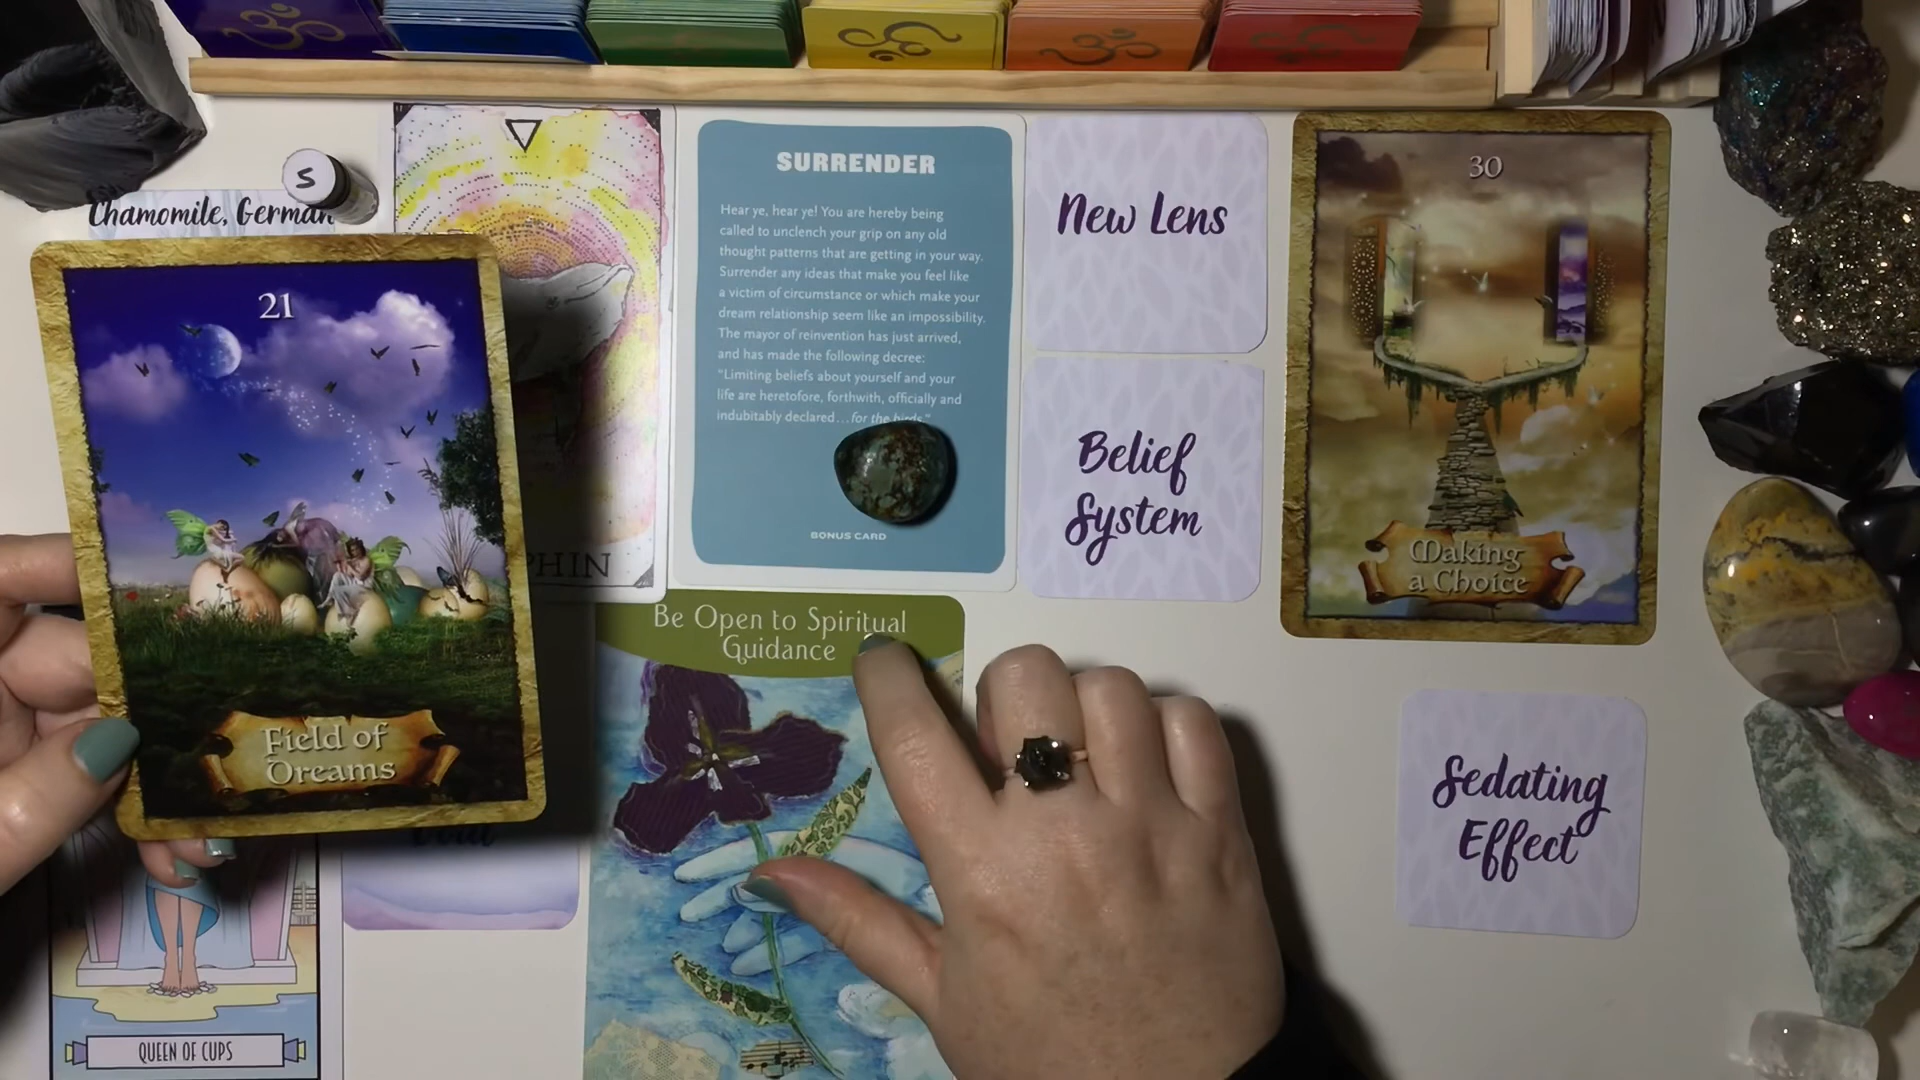 S
Chamomile, German
21
Field of
Dreams
PHIN
SURRENDER
Hear ye, hear ye! You are hereby being
called to unclench your grip on any old
thought patterns that are getting in your way.
Surrender any ideas that make you feel like
a victim of circumstance or which make your
dream relationship seem like an impossibility.
The mayor of reinvention has just arrived,
and has made the following decree:
“Limiting beliefs about yourself and your
life are heretofore, forthwith, officially and
indubitably declared...for the birds.”
BONUS CARD
New Lens
Belief
System
30
Making
a Choice
Be Open to Spiritual
Guidance
Sedating
Effect
QUEEN OF CUPS